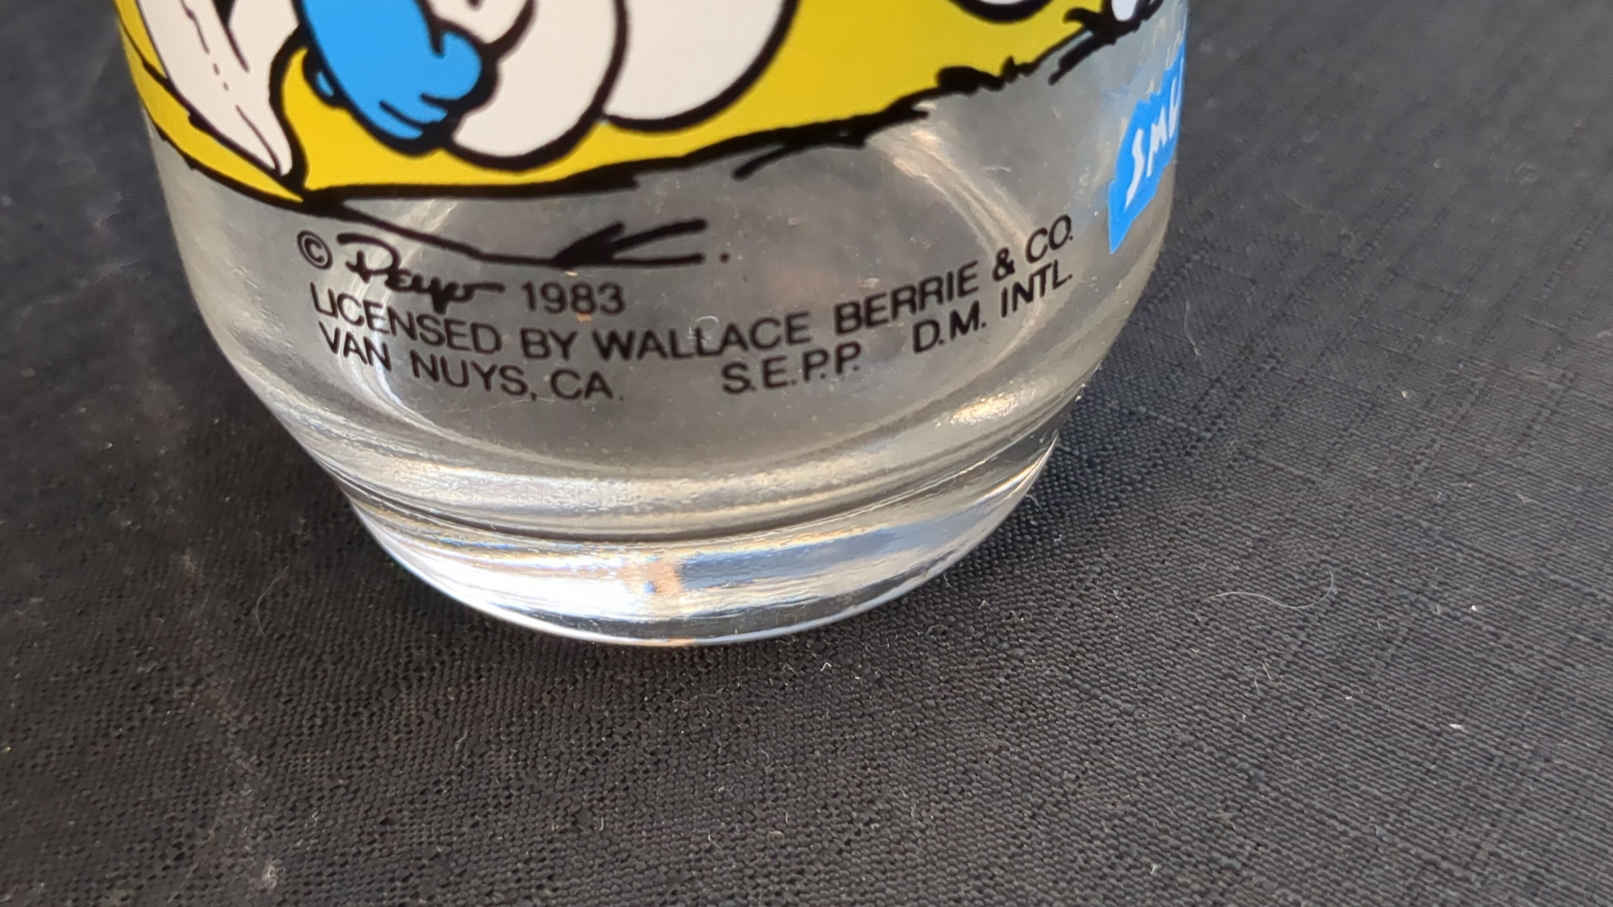 © Peyo 1983
LICENSED BY WALLACE BERRIE & CO.
VAN NUYS, CA. S.E.P.P. D.M. INTL.